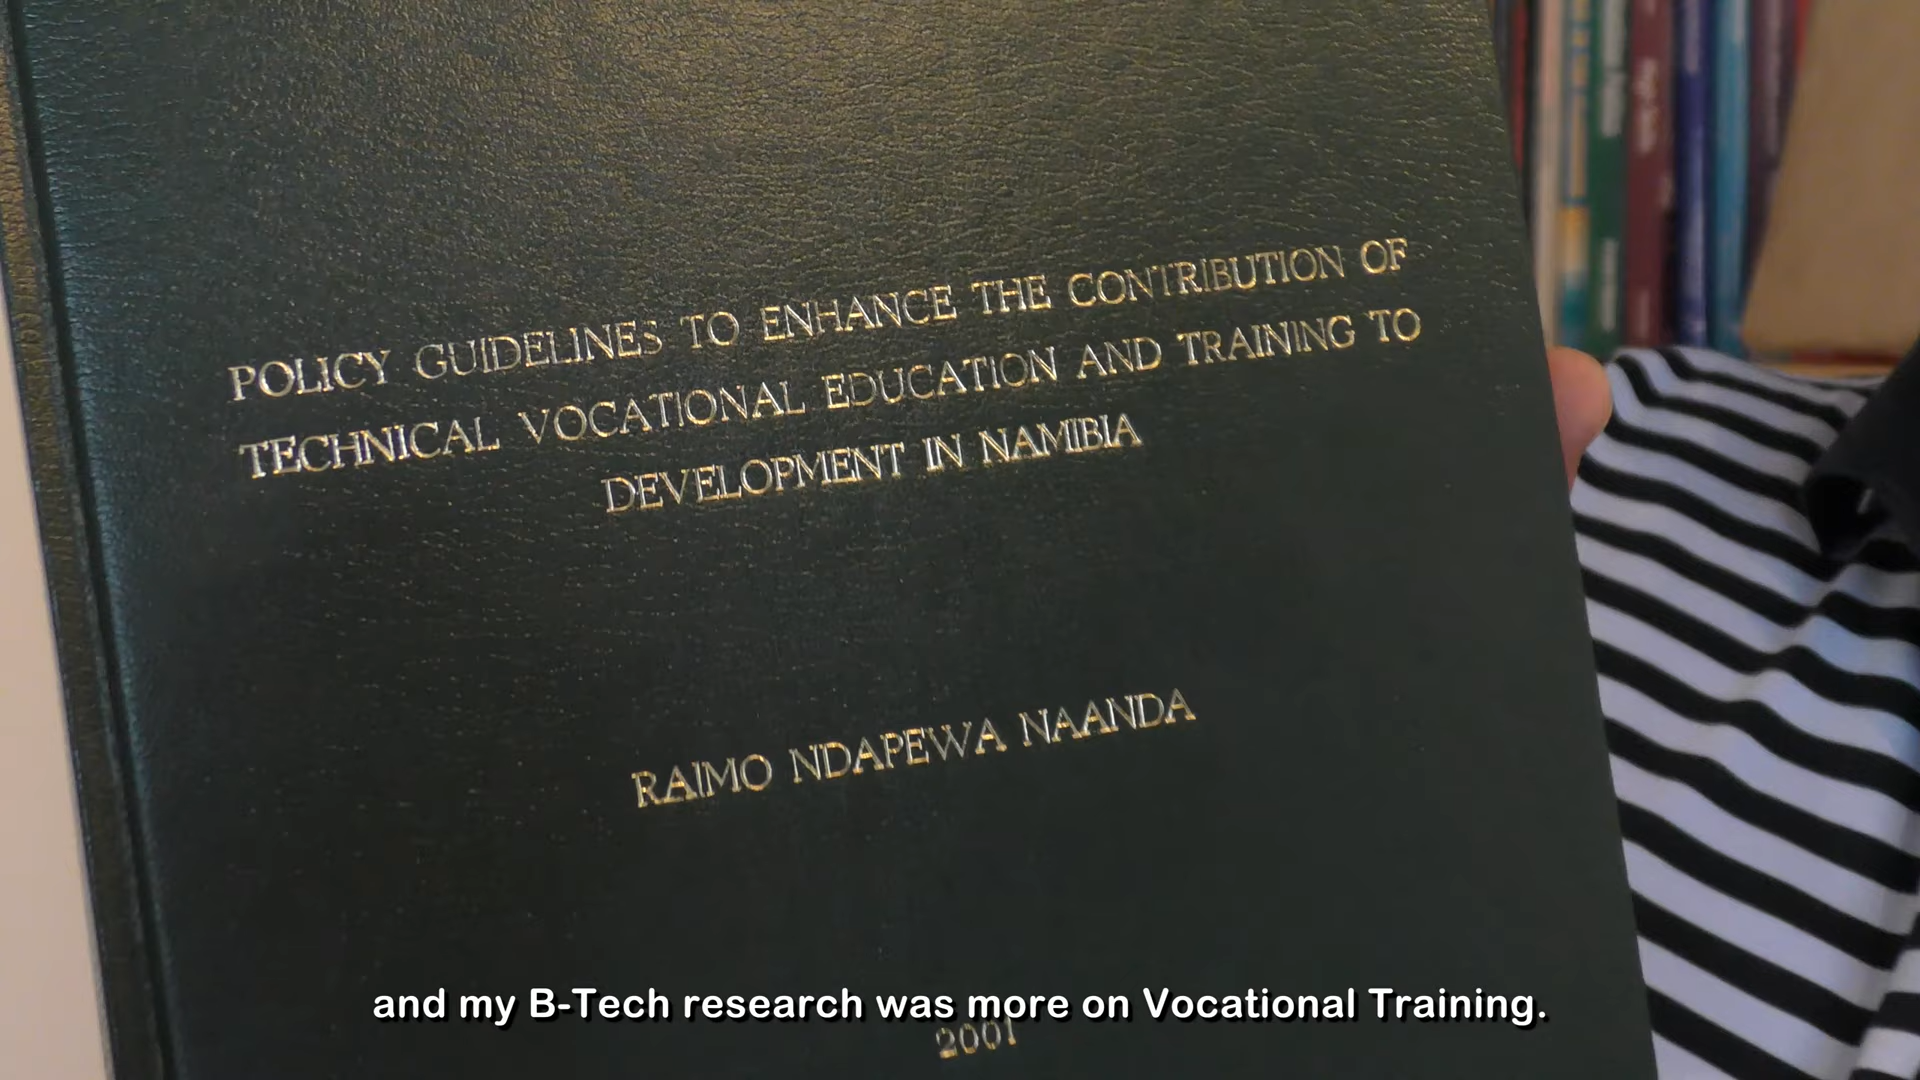 POLICY GUIDELINES TO ENHANCE THE CONTRIBUTION OF
TECHNICAL VOCATIONAL EDUCATION AND TRAINING TO
DEVELOPMENT IN NAMIBIA
RAIMO NDAPEWA NAANDA
and my B-Tech research was more on Vocational Training.
2001